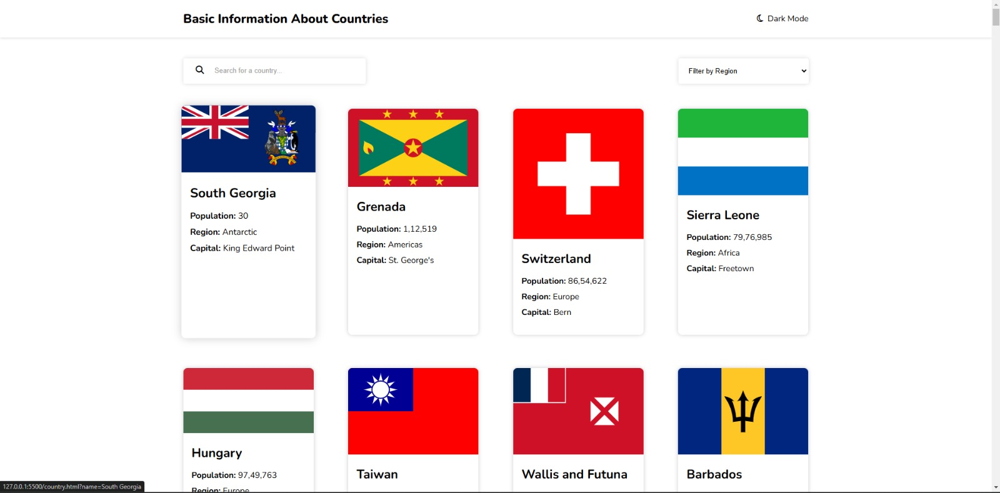 Basic Information About Countries
Dark Mode
Search for a country...
Filter by Region
South Georgia
Population: 30
Region: Antarctic
Capital: King Edward Point
Grenada
Population: 1,12,519
Region: Americas
Capital: St. George's
Switzerland
Population: 86,54,622
Region: Europe
Capital: Bern
Sierra Leone
Population: 79,76,985
Region: Africa
Capital: Freetown
Hungary
Population: 97,49,763
Region: Europe
Taiwan
Wallis and Futuna
Barbados
127.0.0.1:5500/country.html?name=South Georgia